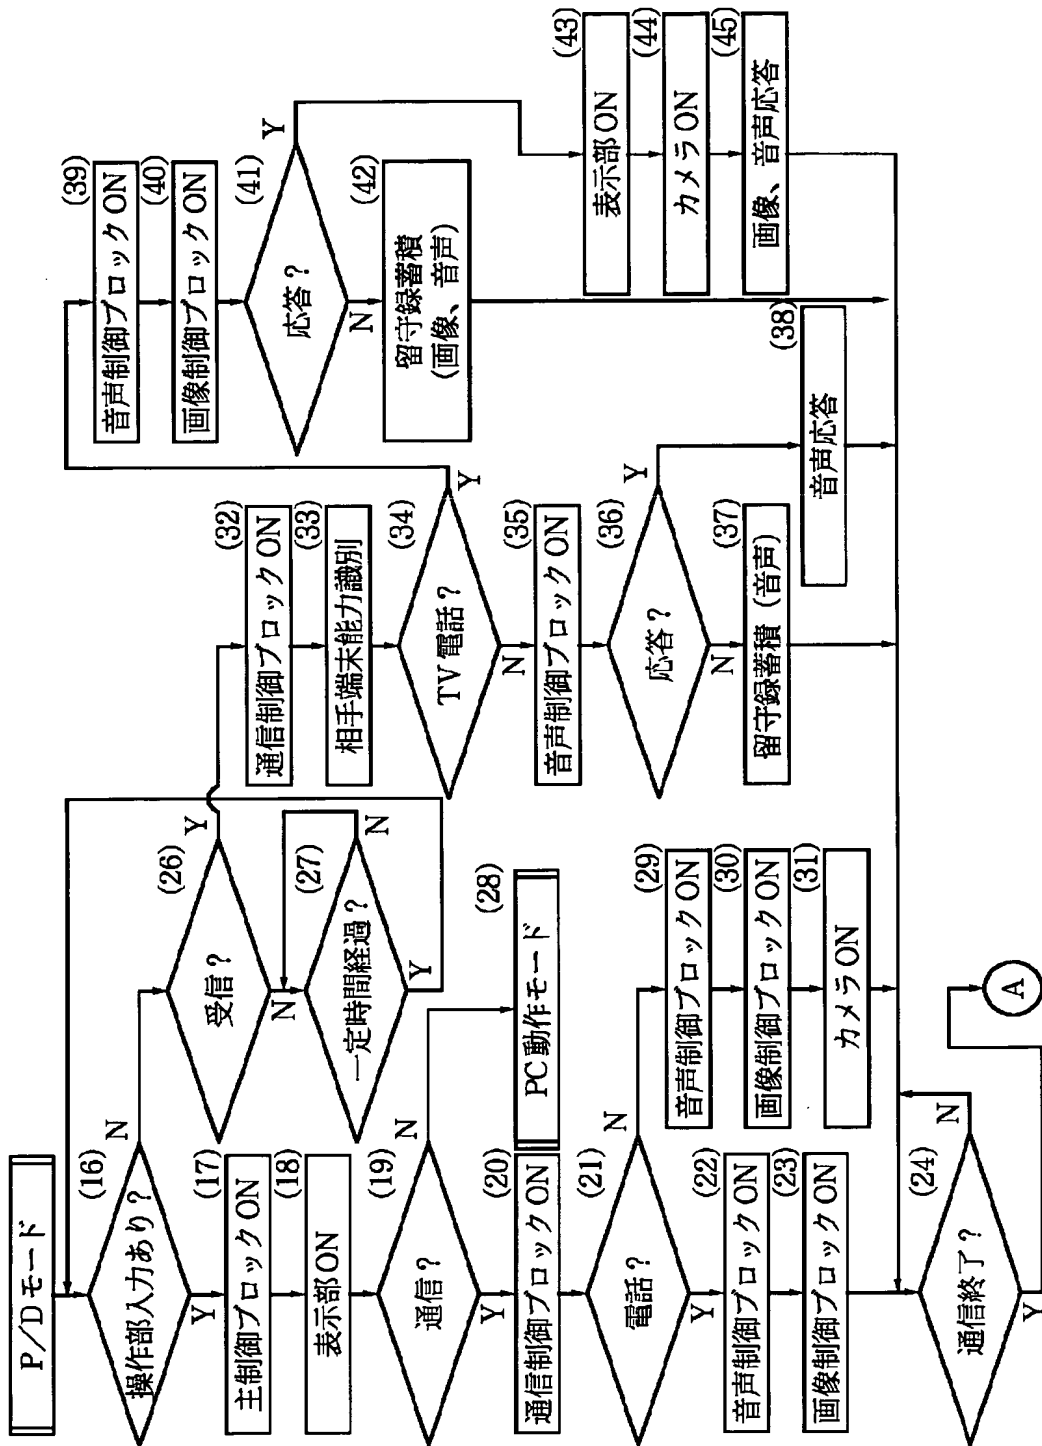 P/Dモード
(16)
操作部入力あり?
N
Y
(17)
主制御ブロックON
(18)
表示部ON
(19)
通信?
N
Y
(20)
通信制御ブロックON
(21)
電話?
N
Y
(22)
音声制御ブロックON
(23)
画像制御ブロックON
(24)
通信終了?
N
Y
A
(26)
受信?
Y
N
(27)
一定時間経過?
N
Y
(28)
PC動作モード
(29)
音声制御ブロックON
(30)
画像制御ブロックON
(31)
カメラON
(32)
通信制御ブロックON
(33)
相手端末能力識別
(34)
TV電話?
Y
N
(35)
音声制御ブロックON
(36)
応答?
Y
N
(37)
留守録蓄積(音声)
(38)
音声応答
(39)
音声制御ブロックON
(40)
画像制御ブロックON
(41)
応答?
Y
N
(42)
留守録蓄積
(画像、音声)
(43)
表示部ON
(44)
カメラON
(45)
画像、音声応答